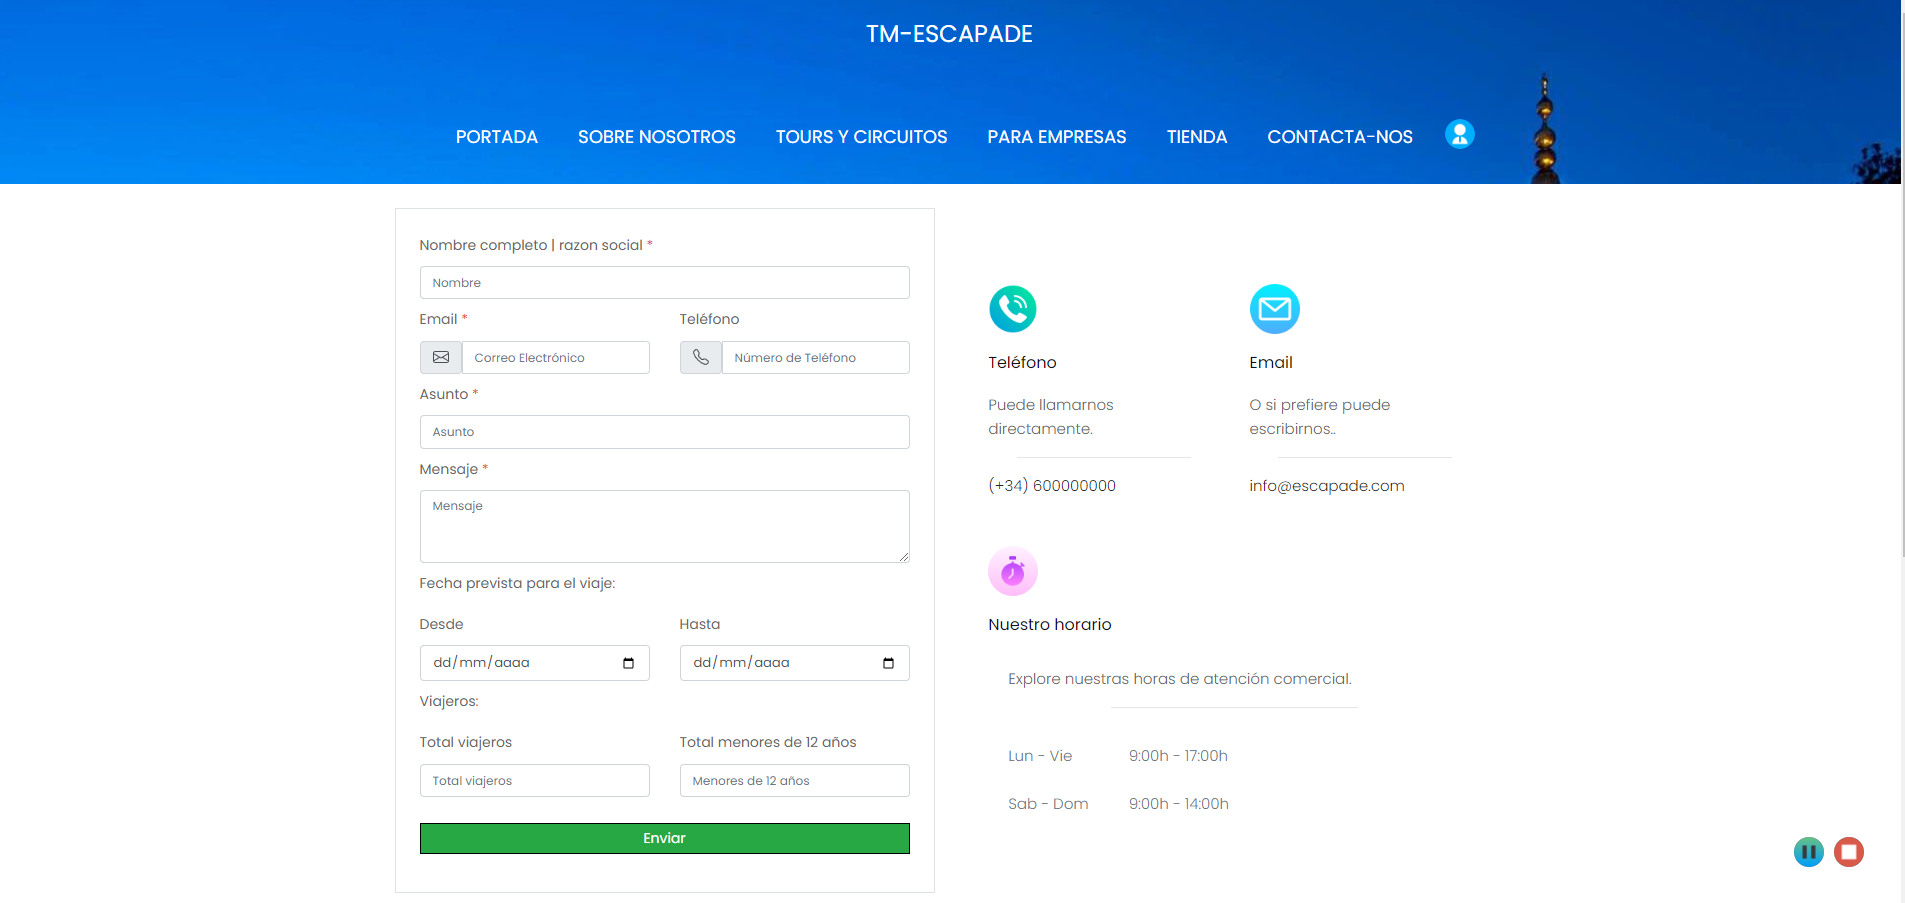 TM-ESCAPADE
PORTADA SOBRE NOSOTROS TOURS Y CIRCUITOS PARA EMPRESAS TIENDA CONTACTA-NOS
Nombre completo | razon social *
Nombre
Email * Teléfono
Correo Electrónico Número de Teléfono
Asunto *
Asunto
Mensaje *
Mensaje
Fecha prevista para el viaje:
Desde Hasta
dd/mm/aaaa dd/mm/aaaa
Viajeros:
Total viajeros Total menores de 12 años
Total viajeros Menores de 12 años
Enviar
Teléfono
Puede llamarnos
directamente.
(+34) 600000000
Email
O si prefiere puede
escribirnos..
info@escapade.com
Nuestro horario
Explore nuestras horas de atención comercial.
Lun - Vie 9:00h - 17:00h
Sab - Dom 9:00h - 14:00h